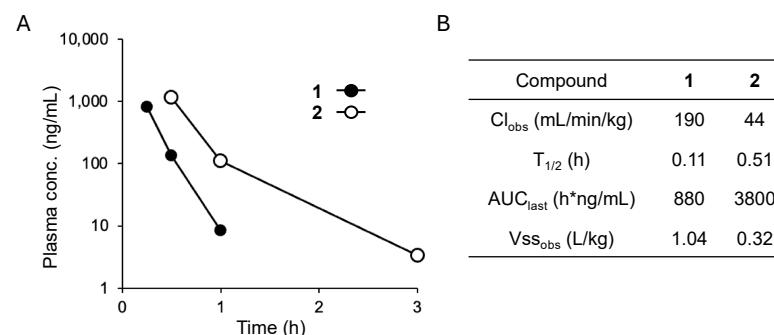 A
10,000
1,000
100
10
1
Plasma conc. (ng/mL)
0
1
2
3
Time (h)
1
2
B
Compound 1 2
Cl_obs (mL/min/kg) 190 44
T_1/2 (h) 0.11 0.51
AUC_last (h*ng/mL) 880 3800
Vss_obs (L/kg) 1.04 0.32